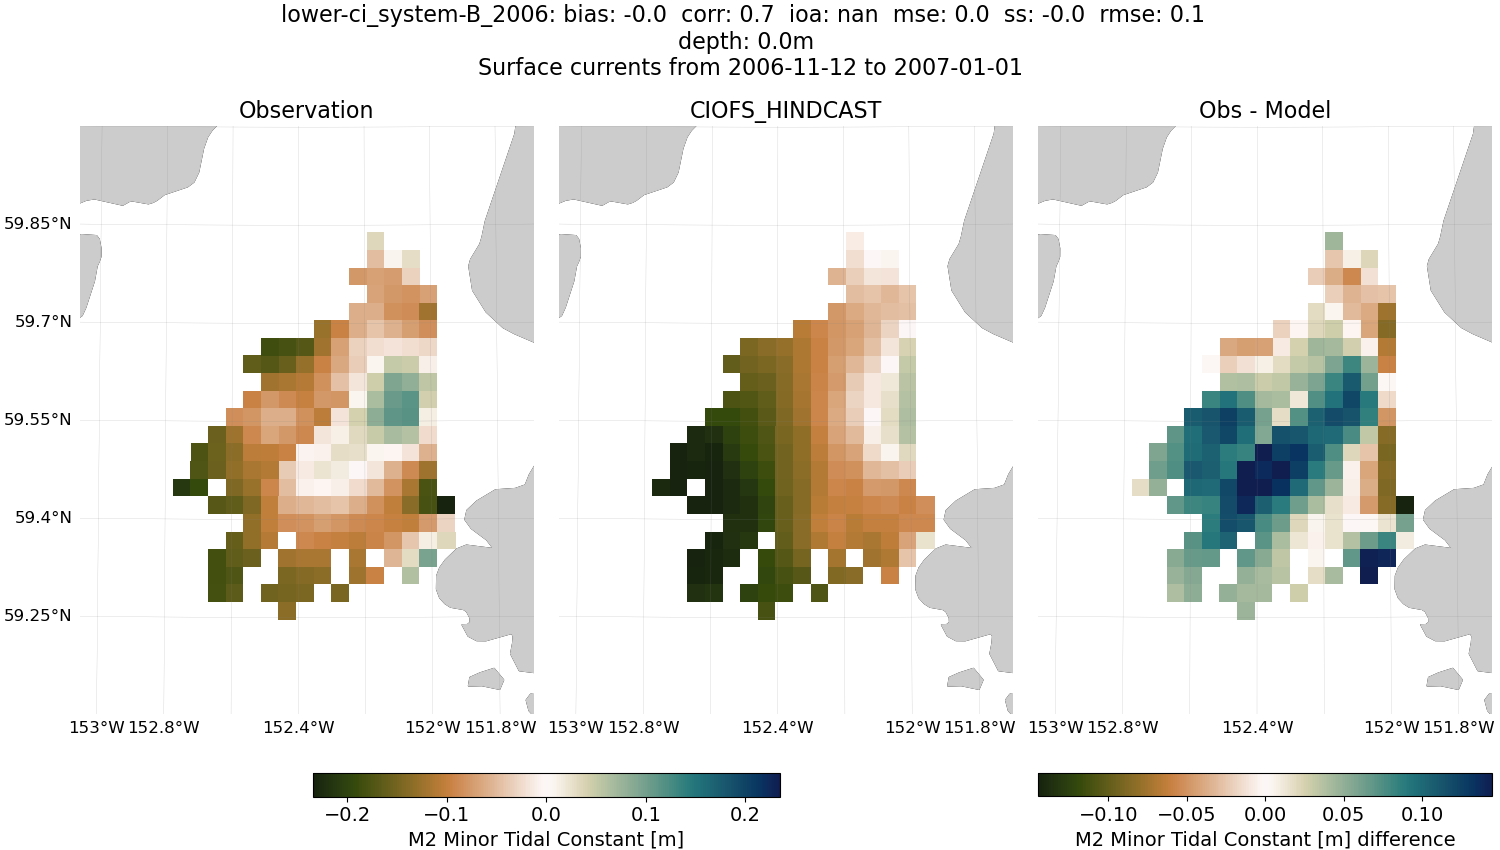 lower-ci_system-B_2006: bias: -0.0  corr: 0.7  ioa: nan  mse: 0.0  ss: -0.0  rmse: 0.1
depth: 0.0m
Surface currents from 2006-11-12 to 2007-01-01
Observation
CIOFS_HINDCAST
Obs - Model
59.85°N
59.7°N
59.55°N
59.4°N
59.25°N
153°W 152.8°W 152.4°W 152°W 151.8°W
153°W 152.8°W 152.4°W 152°W 151.8°W
153°W 152.8°W 152.4°W 152°W 151.8°W
−0.2 −0.1 0.0 0.1 0.2
M2 Minor Tidal Constant [m]
−0.10 −0.05 0.00 0.05 0.10
M2 Minor Tidal Constant [m] difference